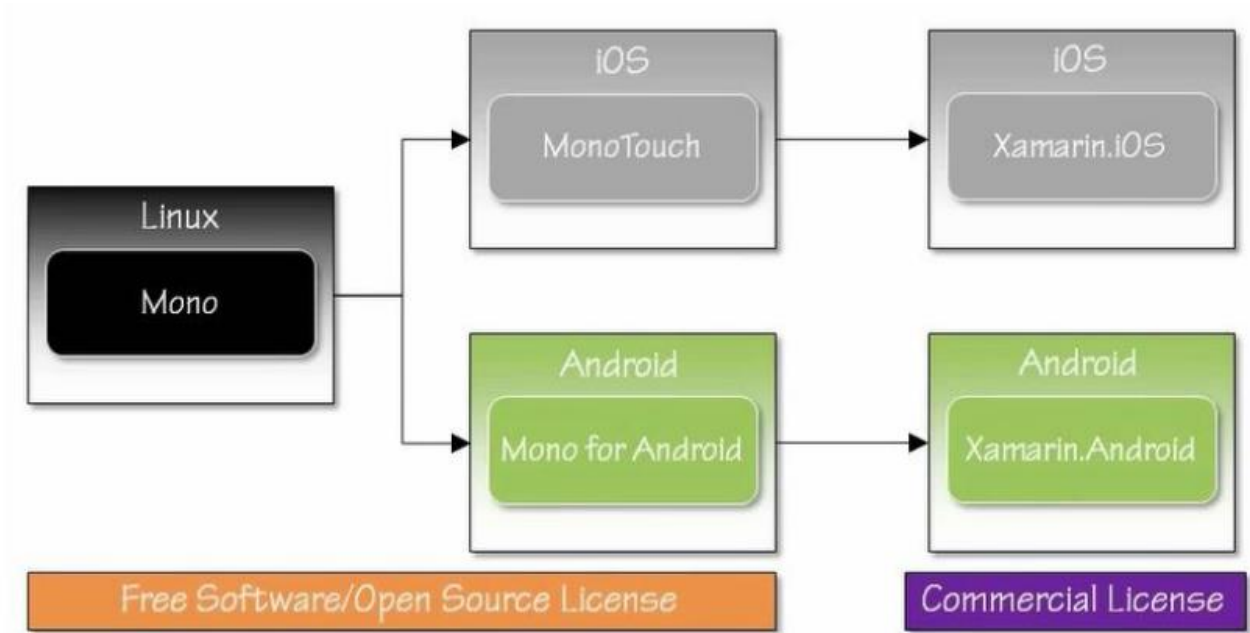 iOS
MonoTouch
iOS
Xamarin.iOS
Linux
Mono
Android
Mono for Android
Android
Xamarin.Android
Free Software/Open Source License
Commercial License